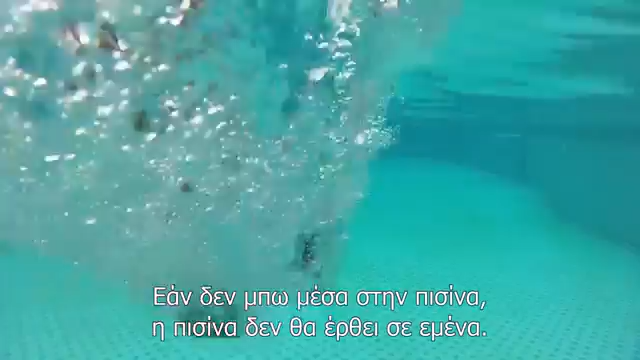 Εάν δεν μπω μέσα στην πισίνα,
η πισίνα δεν θα έρθει σε εμένα.